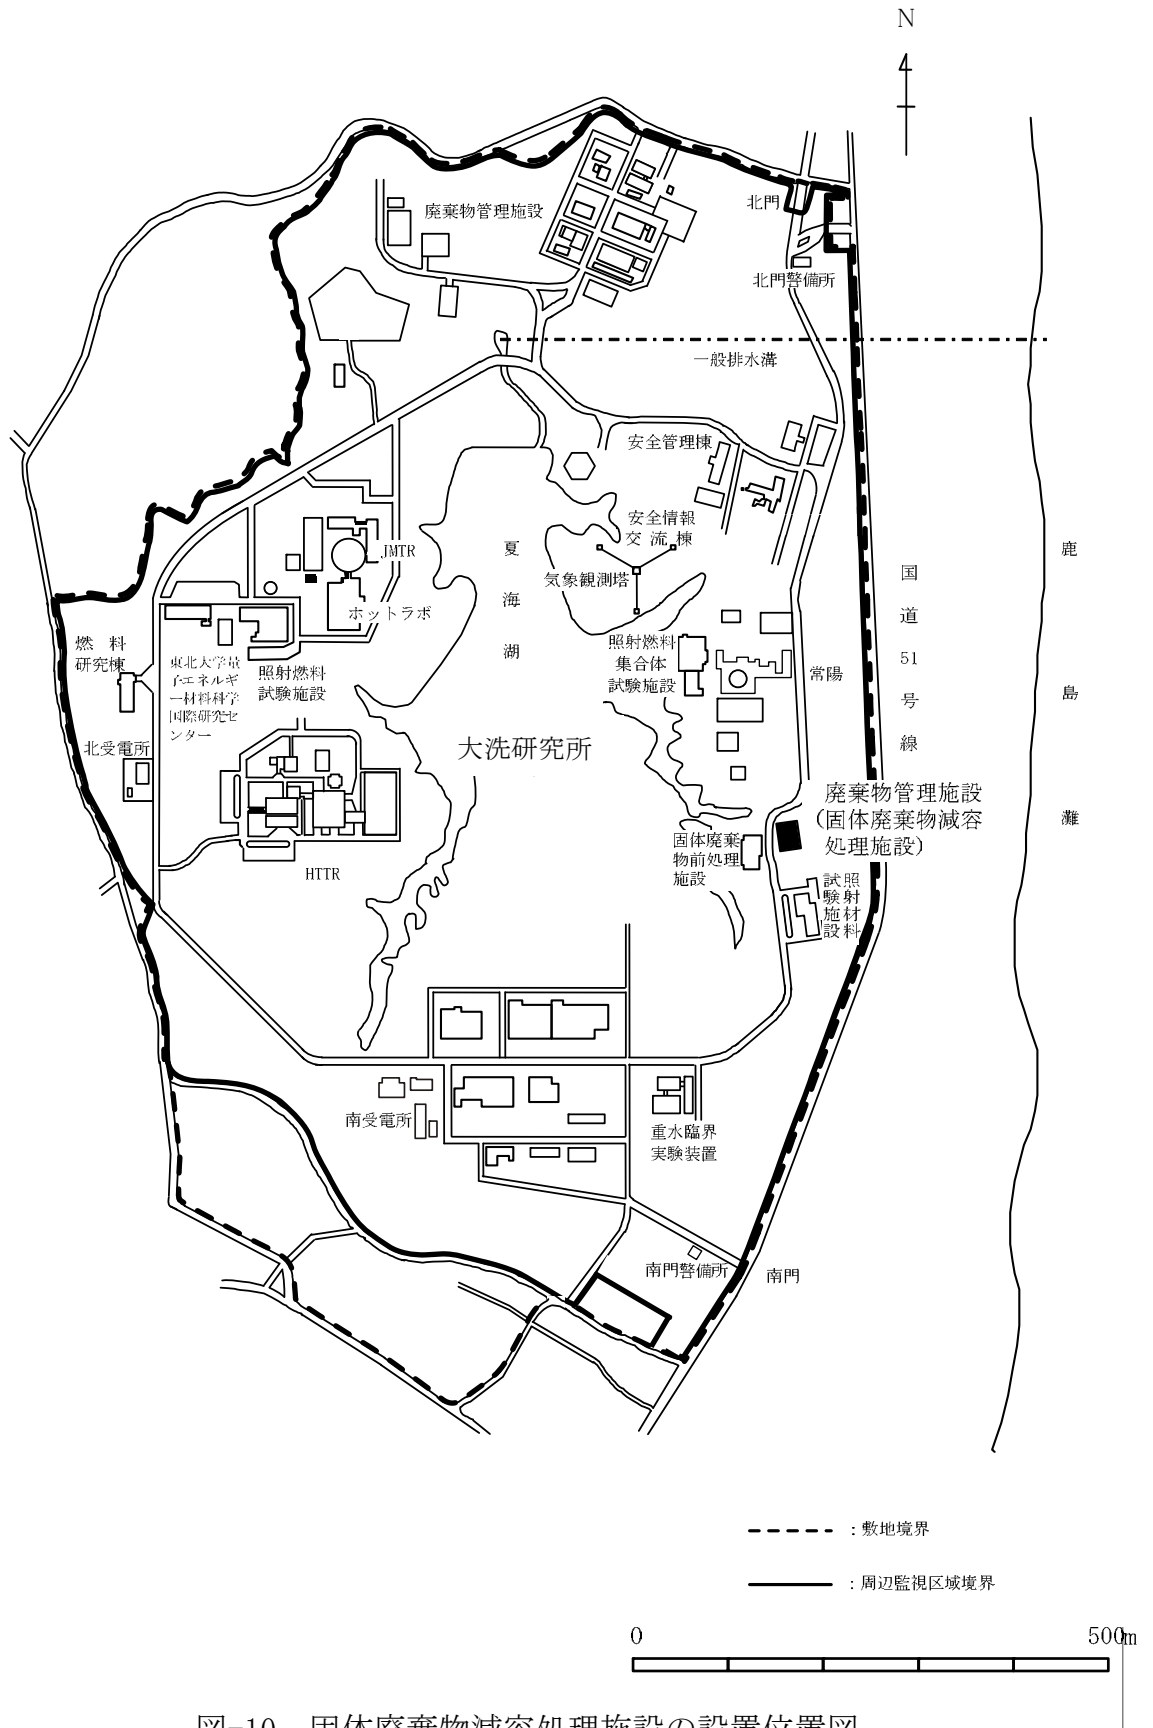 N
北門
廃棄物管理施設
北門警備所
一般排水溝
安全管理棟
安全情報
交流棟
気象観測塔
JMTR
ホットラボ
夏海湖
国道51号線
鹿島灘
燃料
研究棟
東北大学量
子エネルギ
ー材料科学
国際研究セ
ンター
照射燃料
試験施設
照射燃料
集合体
試験施設
常陽
北受電所
大洗研究所
廃棄物管理施設
(固体廃棄物減容
処理施設)
固体廃棄
物前処理
施設
照射材料
試験施設
HTTR
南受電所
重水臨界
実験装置
南門警備所
南門
：敷地境界
：周辺監視区域境界
0 500m
図-10 固体廃棄物減容処理施設の設置位置図